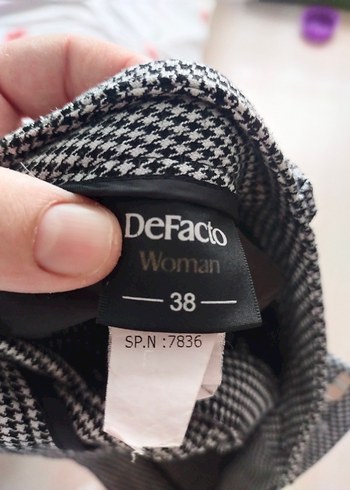 DeFacto
Woman
38
SP.N :7836